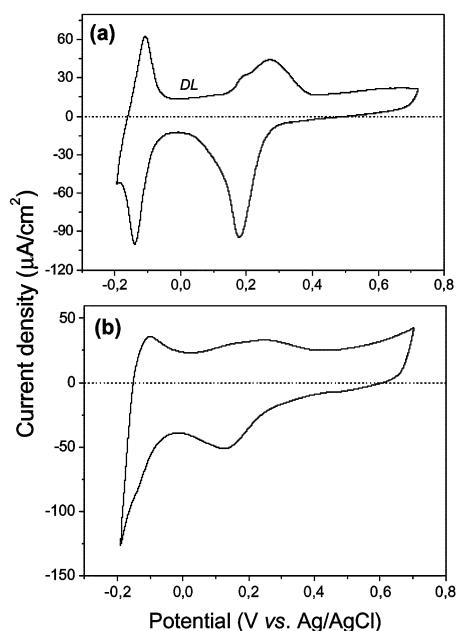 (a)
DL
60
30
0
-30
-60
-90
-120
-0,2 0,0 0,2 0,4 0,6 0,8
Current density (μA/cm²)
(b)
50
0
-50
-100
-150
-0,2 0,0 0,2 0,4 0,6 0,8
Potential (V vs. Ag/AgCl)